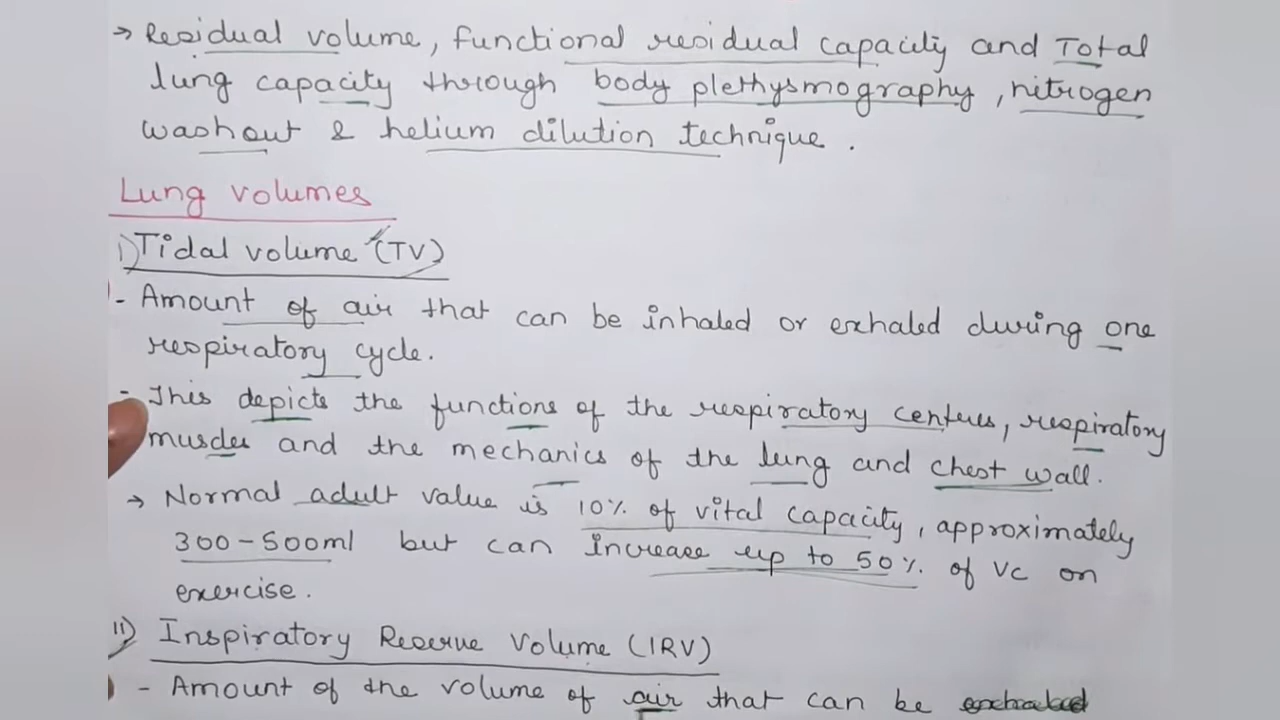 → Residual volume, functional residual capacity and Total
lung capacity through body plethysmography, nitrogen
washout & helium dilution technique.
Lung volumes
i) Tidal volume (TV)
- Amount of air that can be inhaled or exhaled during one
respiratory cycle.
- This depicts the functions of the respiratory centers, respiratory
muscles and the mechanics of the lung and chest wall.
→ Normal adult value is 10% of vital capacity, approximately
300-500ml but can increase up to 50% of VC on
exercise.
ii) Inspiratory Reserve Volume (IRV)
- Amount of the volume of air that can be